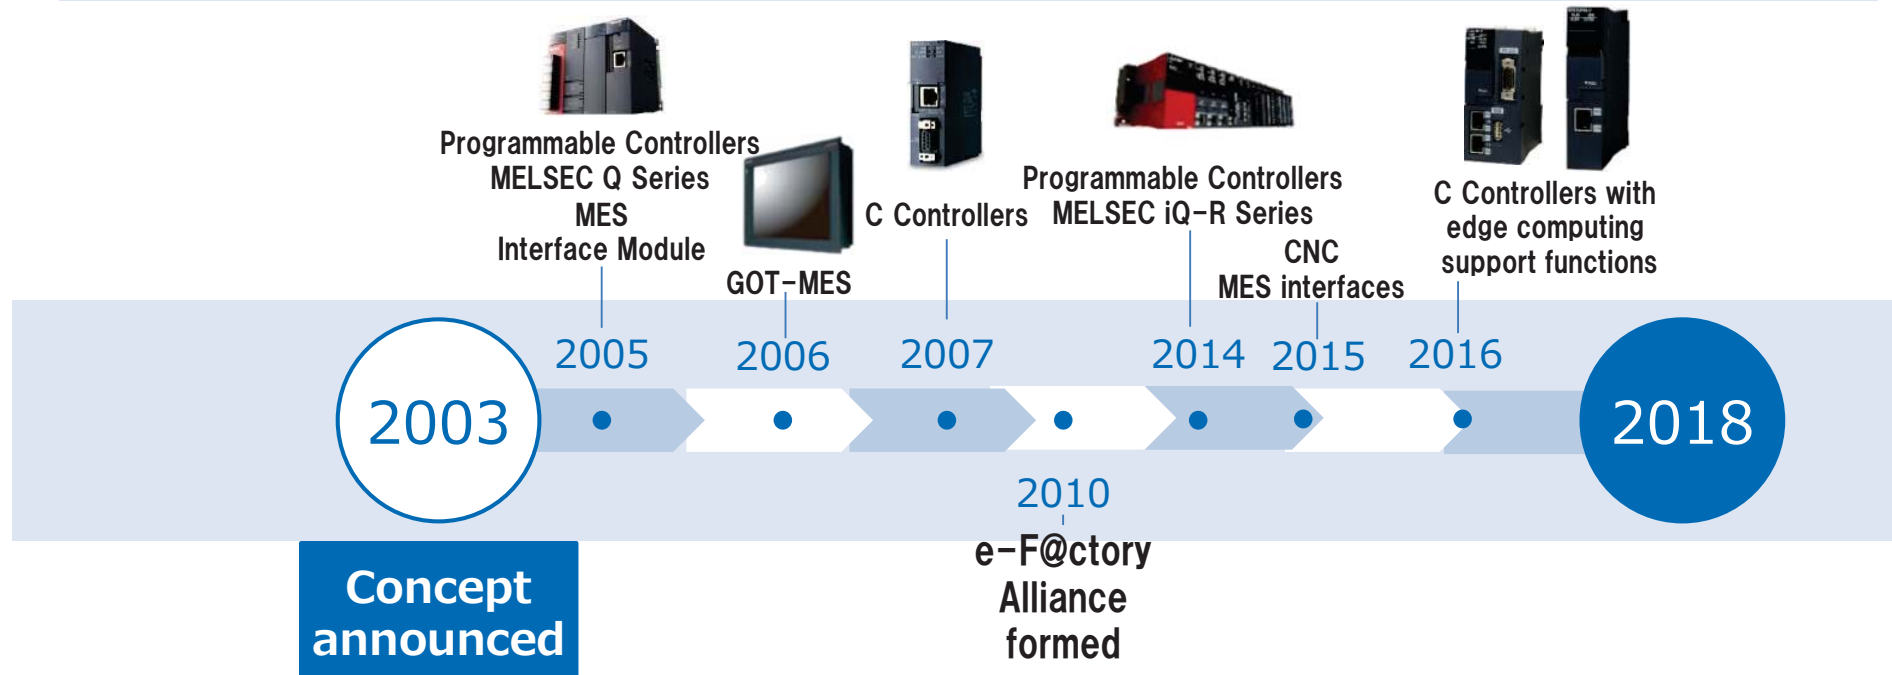 Programmable Controllers
MELSEC Q Series
MES
Interface Module
GOT-MES
C Controllers
Programmable Controllers
MELSEC iQ-R Series
CNC
MES interfaces
C Controllers with
edge computing
support functions
2003
2005
2006
2007
2014
2015
2016
2018
2010
e-F@ctory
Alliance
formed
Concept
announced